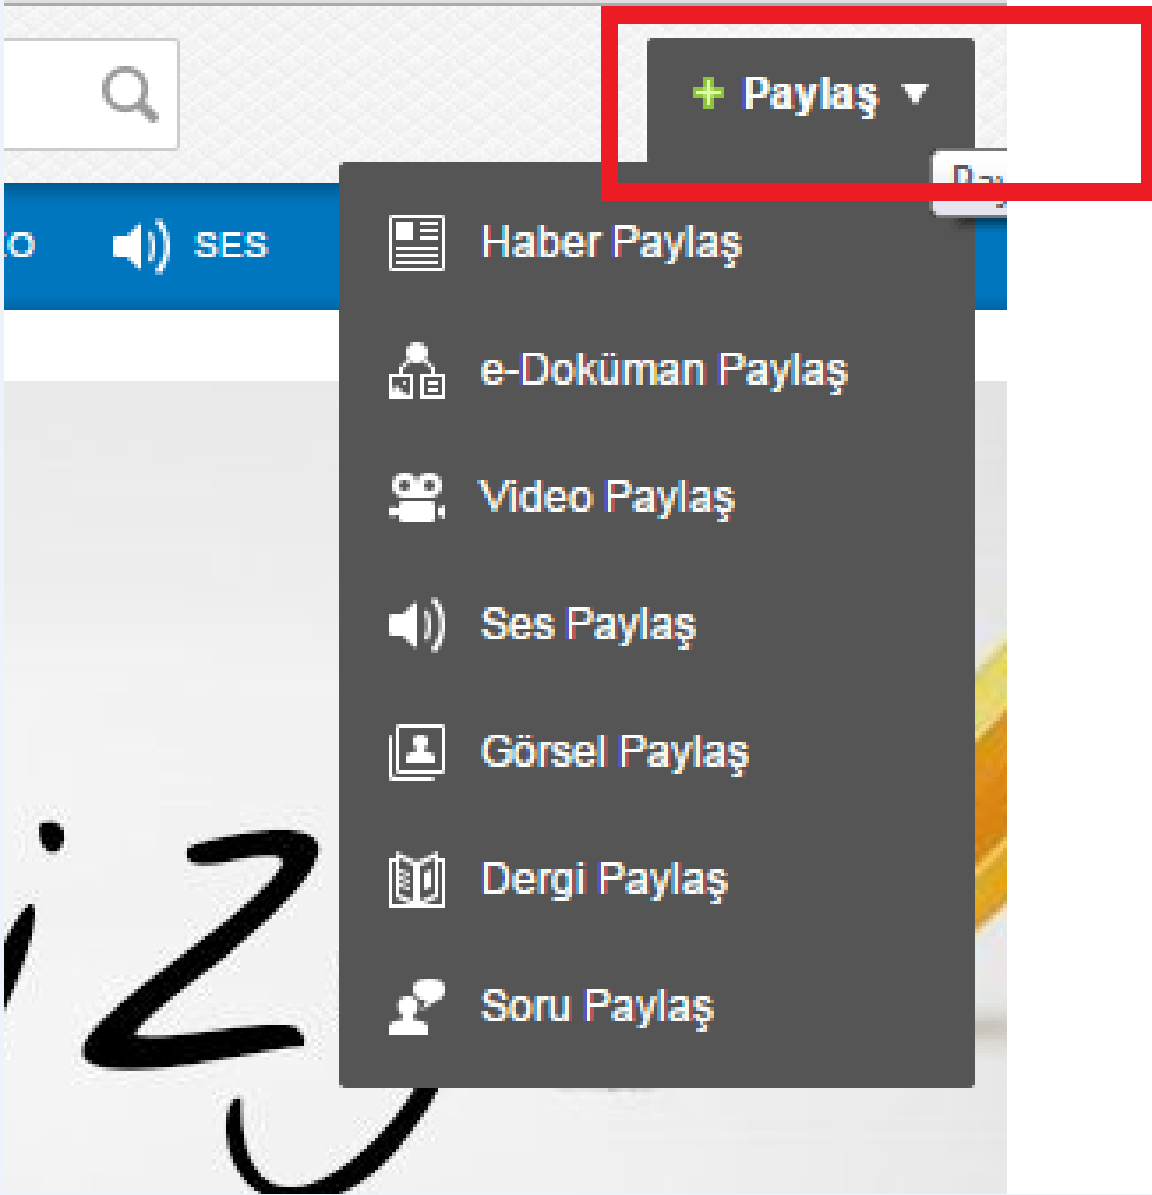 Paylaş
SES
Haber Paylaş
e-Doküman Paylaş
Video Paylaş
Ses Paylaş
Görsel Paylaş
Dergi Paylaş
Soru Paylaş